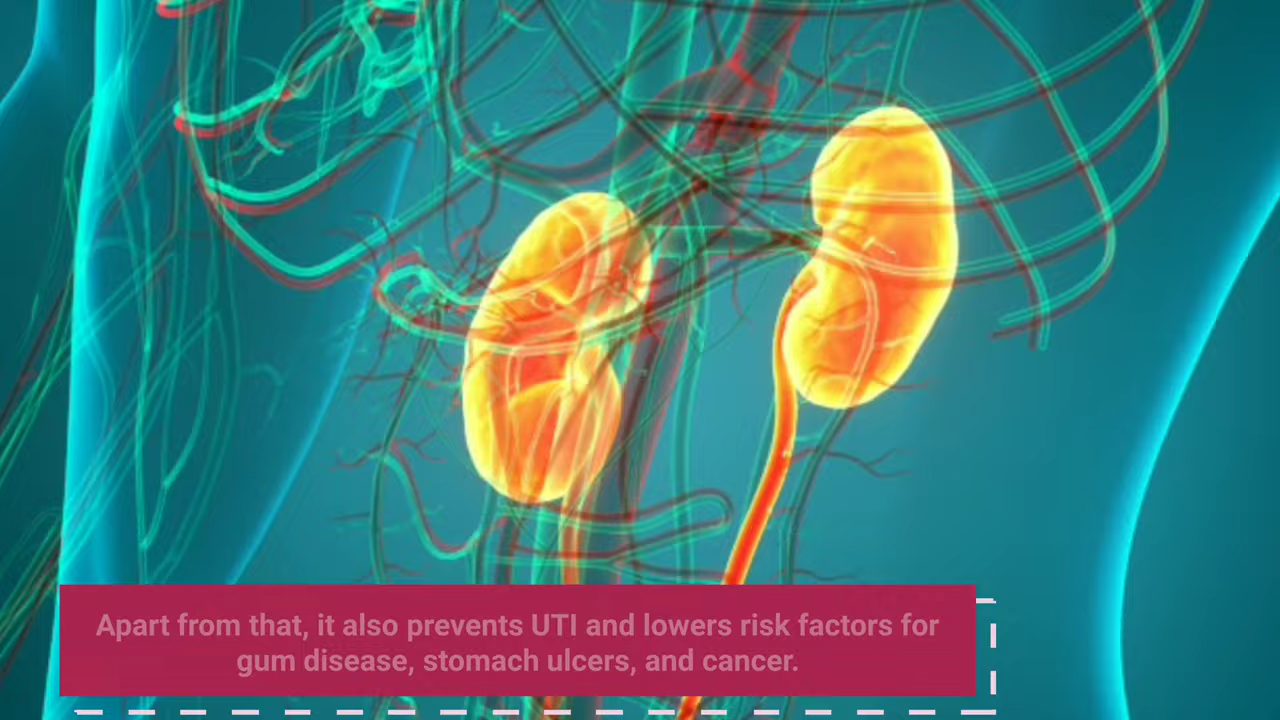 Apart from that, it also prevents UTI and lowers risk factors for
gum disease, stomach ulcers, and cancer.